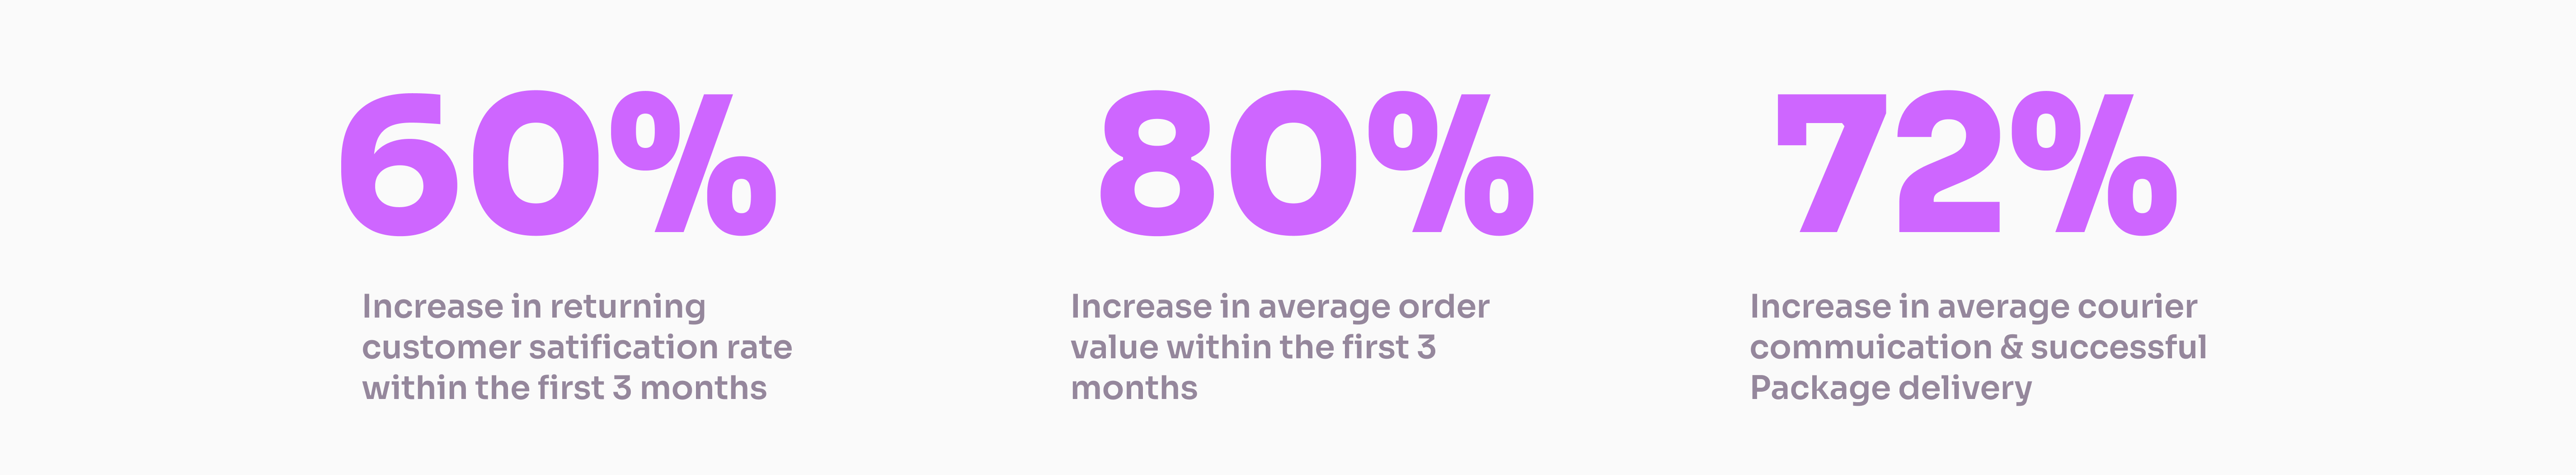 60%
Increase in returning
customer satification rate
within the first 3 months
80%
Increase in average order
value within the first 3
months
72%
Increase in average courier
commuication & successful
Package delivery